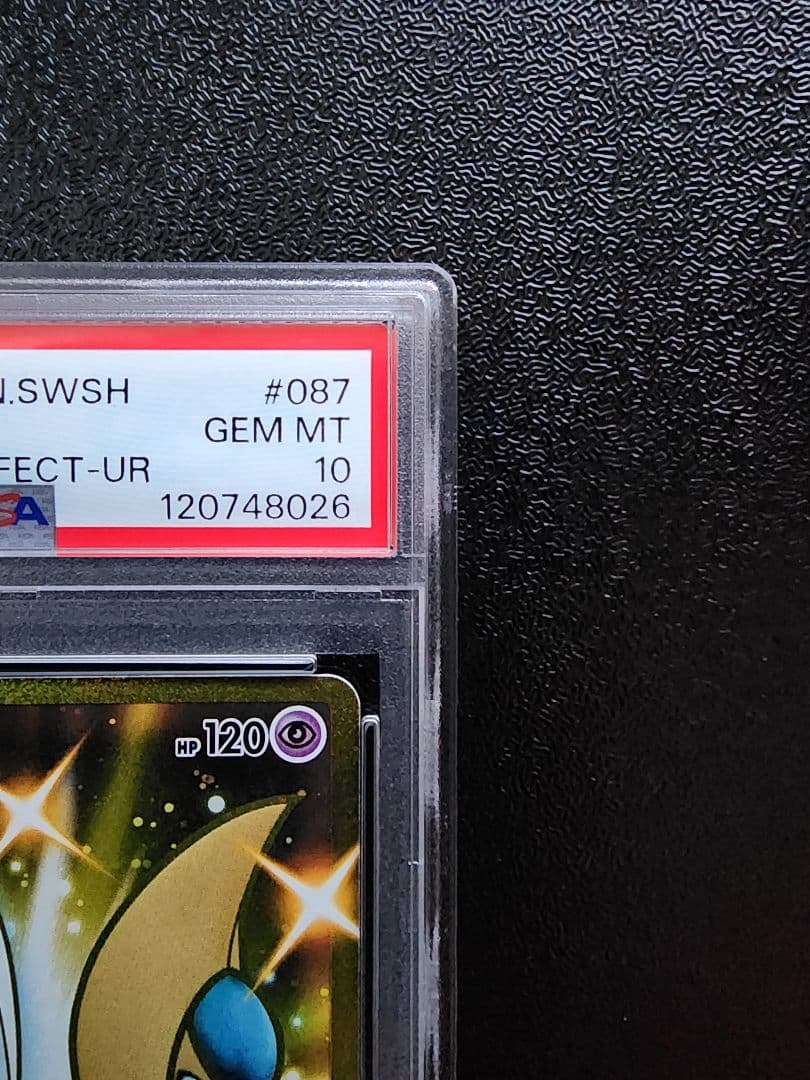 N.SWSH #087
GEM MT
FECT-UR 10
SA 120748026
HP 120